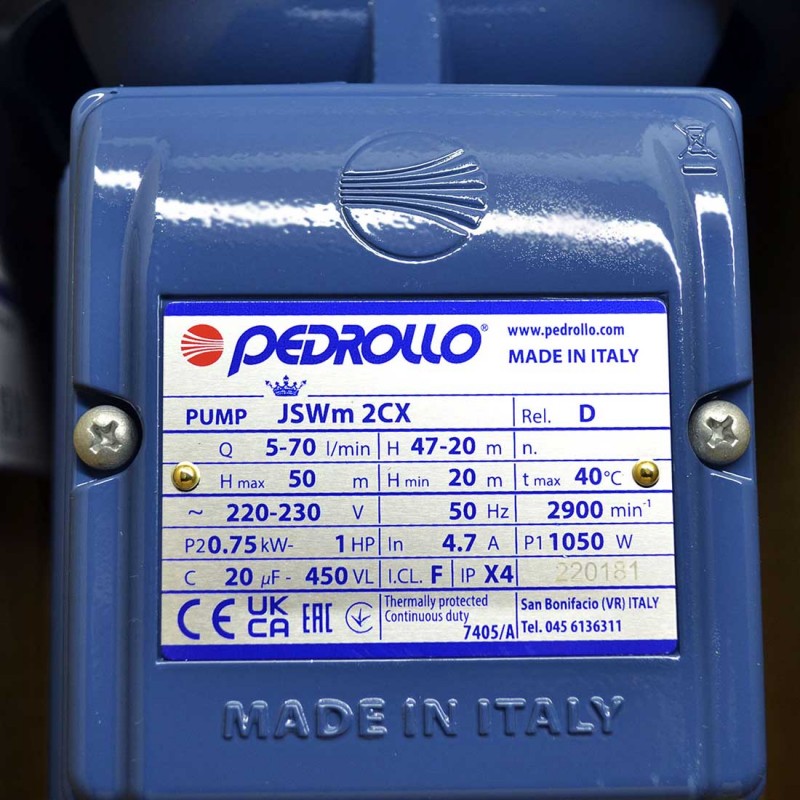 PEDROLLO®
www.pedrollo.com
MADE IN ITALY
PUMP JSWm 2CX Rel. D
Q 5-70 l/min H 47-20 m n.
H max 50 m H min 20 m t max 40°C
~ 220-230 V 50 Hz 2900 min⁻¹
P2 0.75 kW- 1 HP In 4.7 A P1 1050 W
C 20 µF - 450 VL I.CL. F IP X4 220181
CE UK CA EAC
Thermally protected
Continuous duty
7405/A
San Bonifacio (VR) ITALY
Tel. 045 6136311
MADE IN ITALY